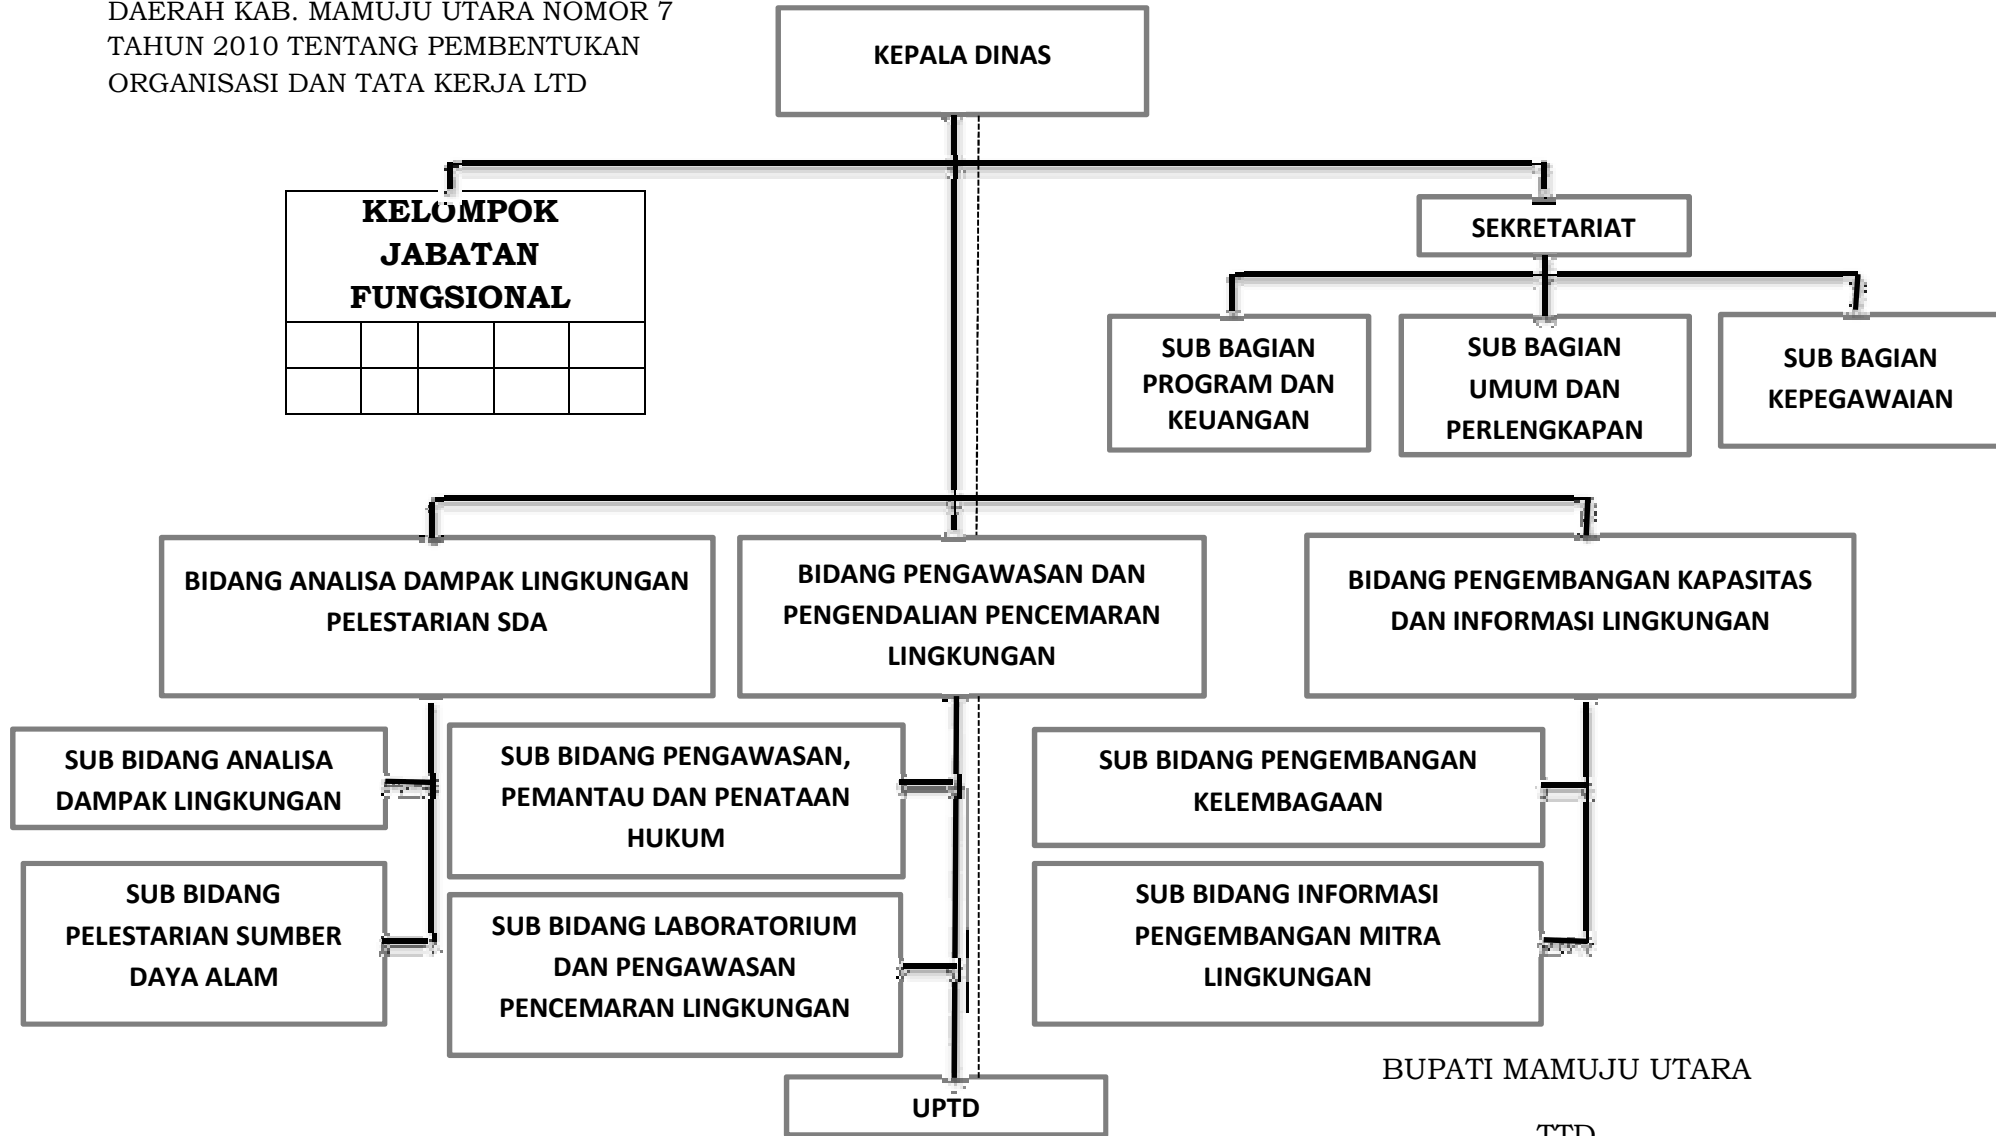 DAERAH KAB. MAMUJU UTARA NOMOR 7
TAHUN 2010 TENTANG PEMBENTUKAN
ORGANISASI DAN TATA KERJA LTD
KEPALA DINAS
KELOMPOK
JABATAN
FUNGSIONAL
SEKRETARIAT
SUB BAGIAN
PROGRAM DAN
KEUANGAN
SUB BAGIAN
UMUM DAN
PERLENGKAPAN
SUB BAGIAN
KEPEGAWAIAN
BIDANG ANALISA DAMPAK LINGKUNGAN
PELESTARIAN SDA
BIDANG PENGAWASAN DAN
PENGENDALIAN PENCEMARAN
LINGKUNGAN
BIDANG PENGEMBANGAN KAPASITAS
DAN INFORMASI LINGKUNGAN
SUB BIDANG ANALISA
DAMPAK LINGKUNGAN
SUB BIDANG PENGAWASAN,
PEMANTAU DAN PENATAAN
HUKUM
SUB BIDANG PENGEMBANGAN
KELEMBAGAAN
SUB BIDANG
PELESTARIAN SUMBER
DAYA ALAM
SUB BIDANG LABORATORIUM
DAN PENGAWASAN
PENCEMARAN LINGKUNGAN
SUB BIDANG INFORMASI
PENGEMBANGAN MITRA
LINGKUNGAN
UPTD
BUPATI MAMUJU UTARA
TTD